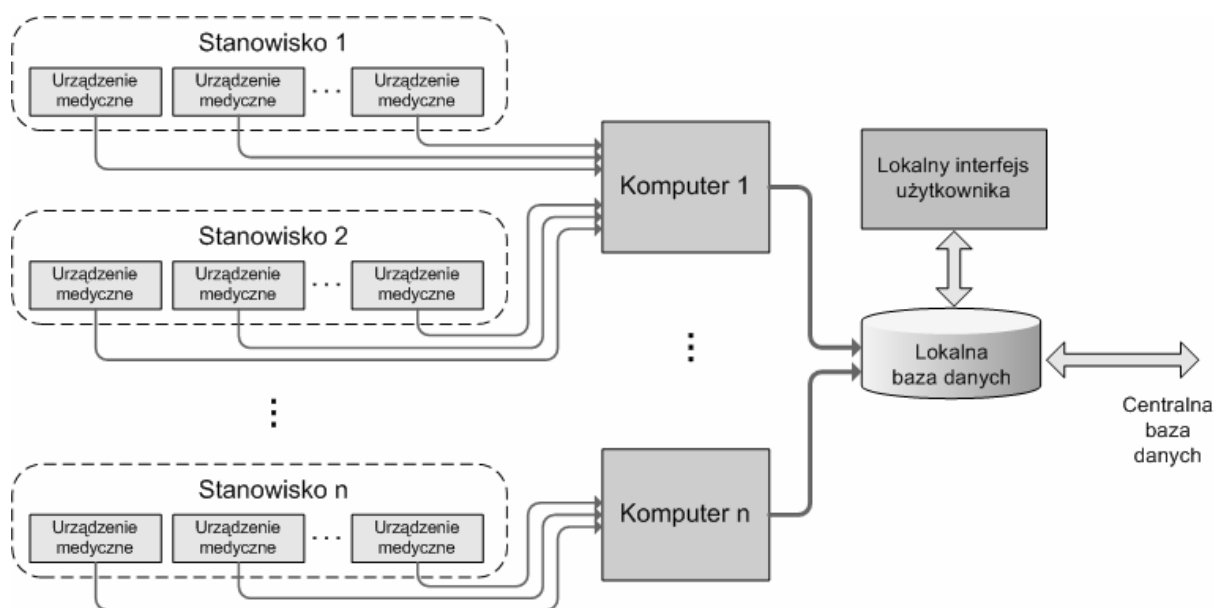 Stanowisko 1
Urządzenie
medyczne
Urządzenie
medyczne
...
Urządzenie
medyczne
Komputer 1
Lokalny interfejs
użytkownika
Stanowisko 2
Urządzenie
medyczne
Urządzenie
medyczne
...
Urządzenie
medyczne
Lokalna
baza danych
Centralna
baza
danych
Stanowisko n
Urządzenie
medyczne
Urządzenie
medyczne
...
Urządzenie
medyczne
Komputer n